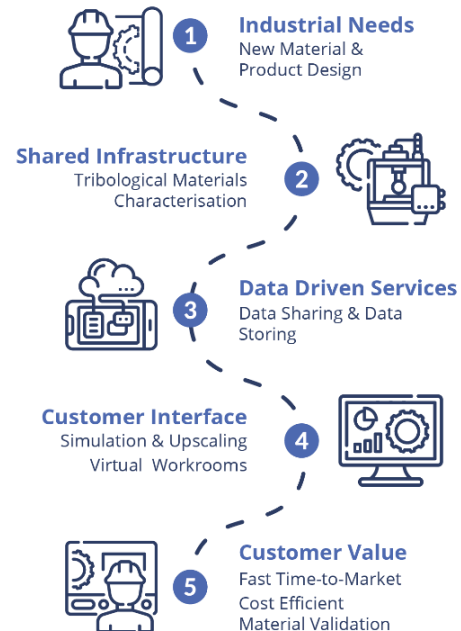 1
Industrial Needs
New Material &
Product Design
Shared Infrastructure
Tribological Materials
Characterisation
2
3
Data Driven Services
Data Sharing & Data
Storing
Customer Interface
Simulation & Upscaling
Virtual Workrooms
4
5
Customer Value
Fast Time-to-Market
Cost Efficient
Material Validation